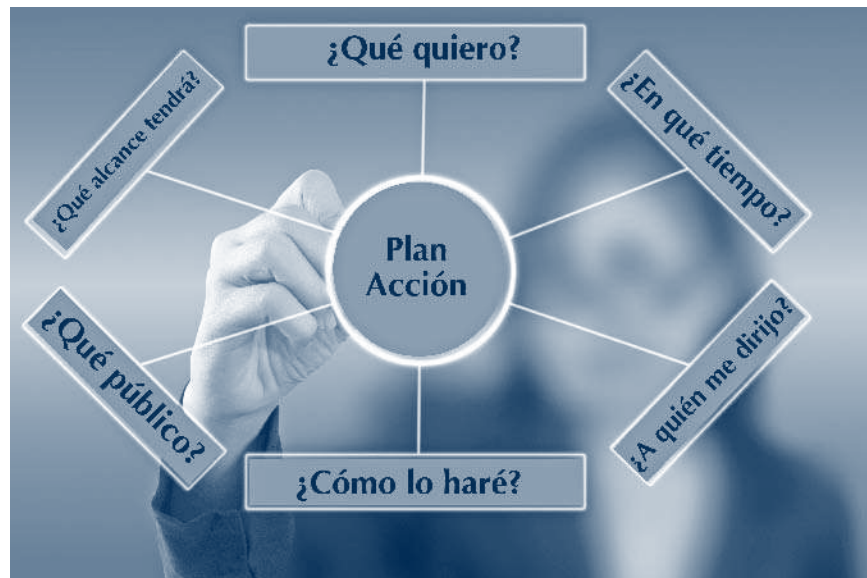 ¿Qué quiero?
¿En qué tiempo?
¿A quién me dirijo?
¿Cómo lo haré?
¿Qué público?
¿Qué alcance tendrá?
Plan
Acción